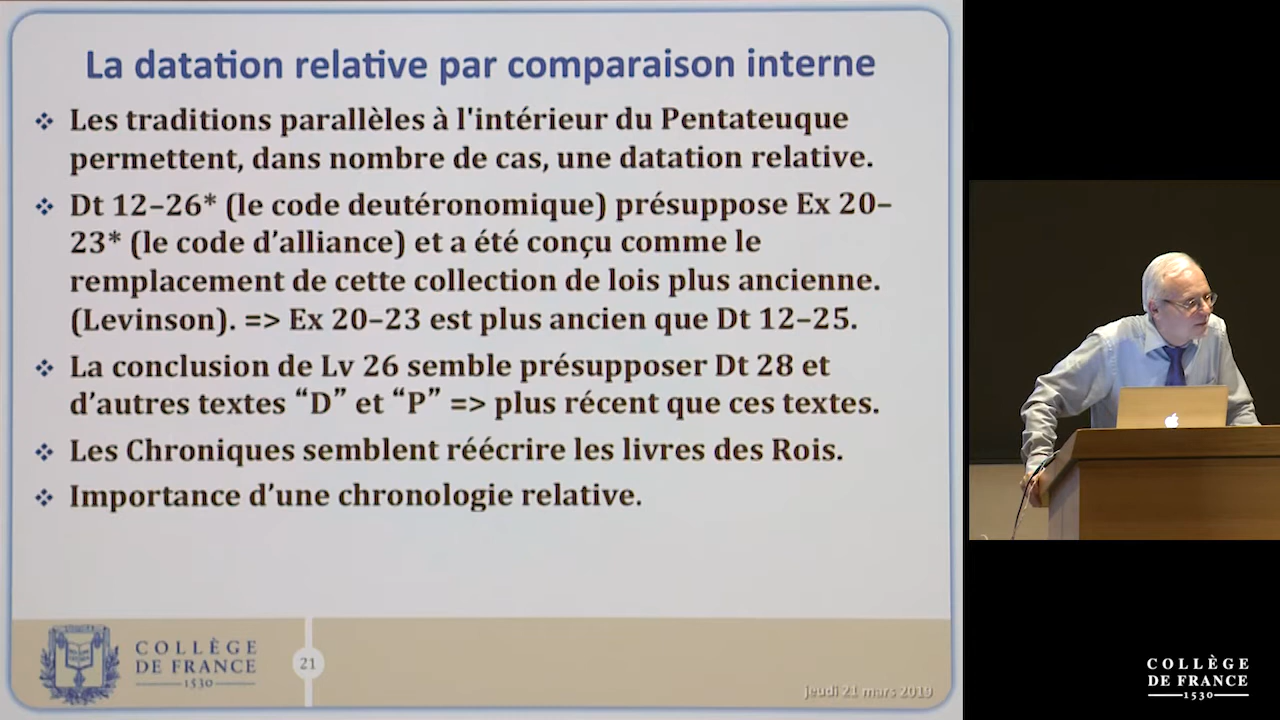 La datation relative par comparaison interne
❖ Les traditions parallèles à l'intérieur du Pentateuque
permettent, dans nombre de cas, une datation relative.
❖ Dt 12–26* (le code deutéronomique) présuppose Ex 20–
23* (le code d’alliance) et a été conçu comme le
remplacement de cette collection de lois plus ancienne.
(Levinson). => Ex 20–23 est plus ancien que Dt 12–25.
❖ La conclusion de Lv 26 semble présupposer Dt 28 et
d’autres textes “D” et “P” => plus récent que ces textes.
❖ Les Chroniques semblent réécrire les livres des Rois.
❖ Importance d’une chronologie relative.
COLLÈGE
DE FRANCE
1530
21
jeudi 21 mars 2019
COLLÈGE
DE FRANCE
1530